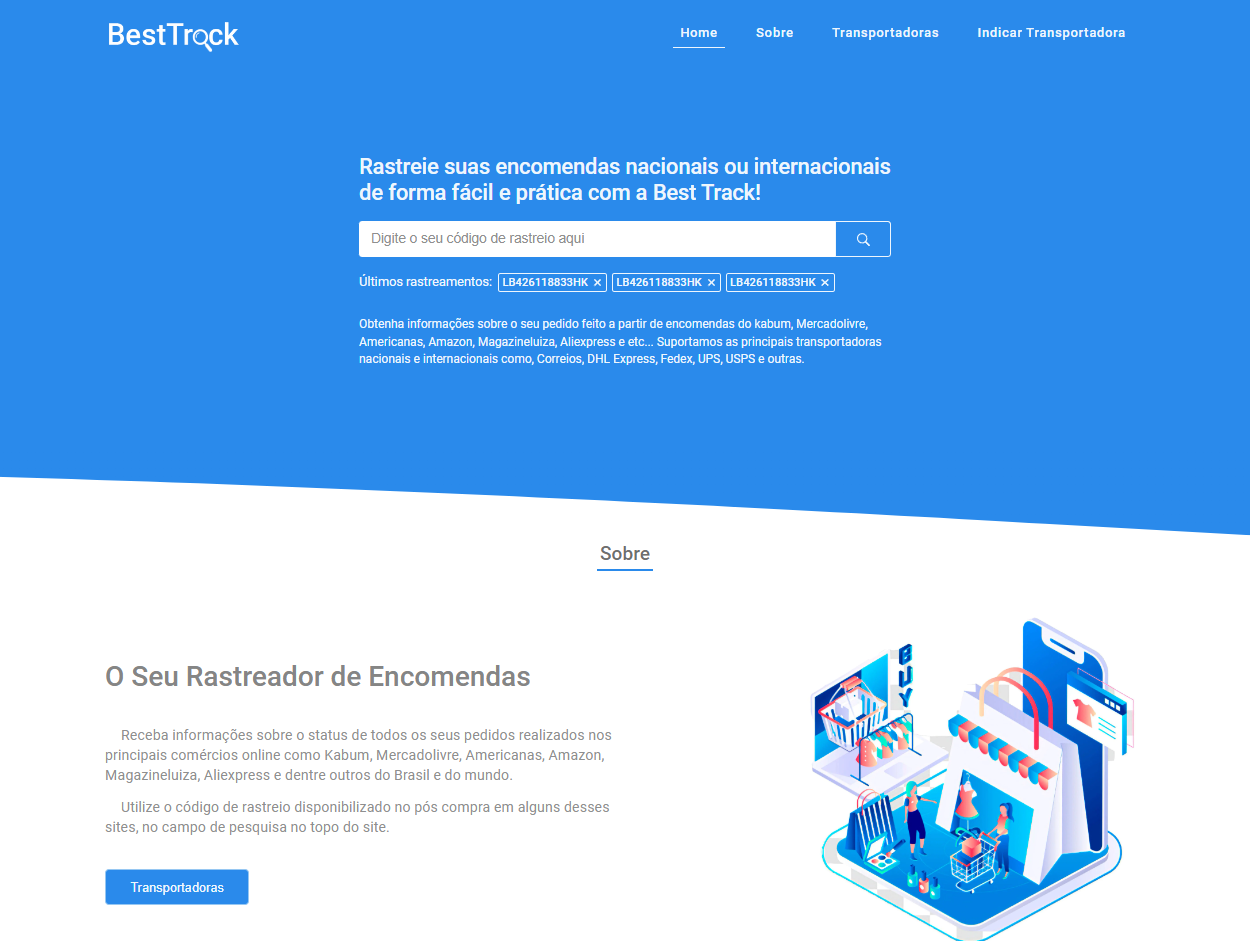 BestTrack
Home Sobre Transportadoras Indicar Transportadora
Rastreie suas encomendas nacionais ou internacionais
de forma fácil e prática com a Best Track!
Digite o seu código de rastreio aqui
Últimos rastreamentos: LB426118833HK × LB426118833HK × LB426118833HK ×
Obtenha informações sobre o seu pedido feito a partir de encomendas do kabum, Mercadolivre,
Americanas, Amazon, Magazineluiza, Aliexpress e etc... Suportamos as principais transportadoras
nacionais e internacionais como, Correios, DHL Express, Fedex, UPS, USPS e outras.
Sobre
O Seu Rastreador de Encomendas
Receba informações sobre o status de todos os seus pedidos realizados nos
principais comércios online como Kabum, Mercadolivre, Americanas, Amazon,
Magazineluiza, Aliexpress e dentre outros do Brasil e do mundo.
Utilize o código de rastreio disponibilizado no pós compra em alguns desses
sites, no campo de pesquisa no topo do site.
Transportadoras
BUY